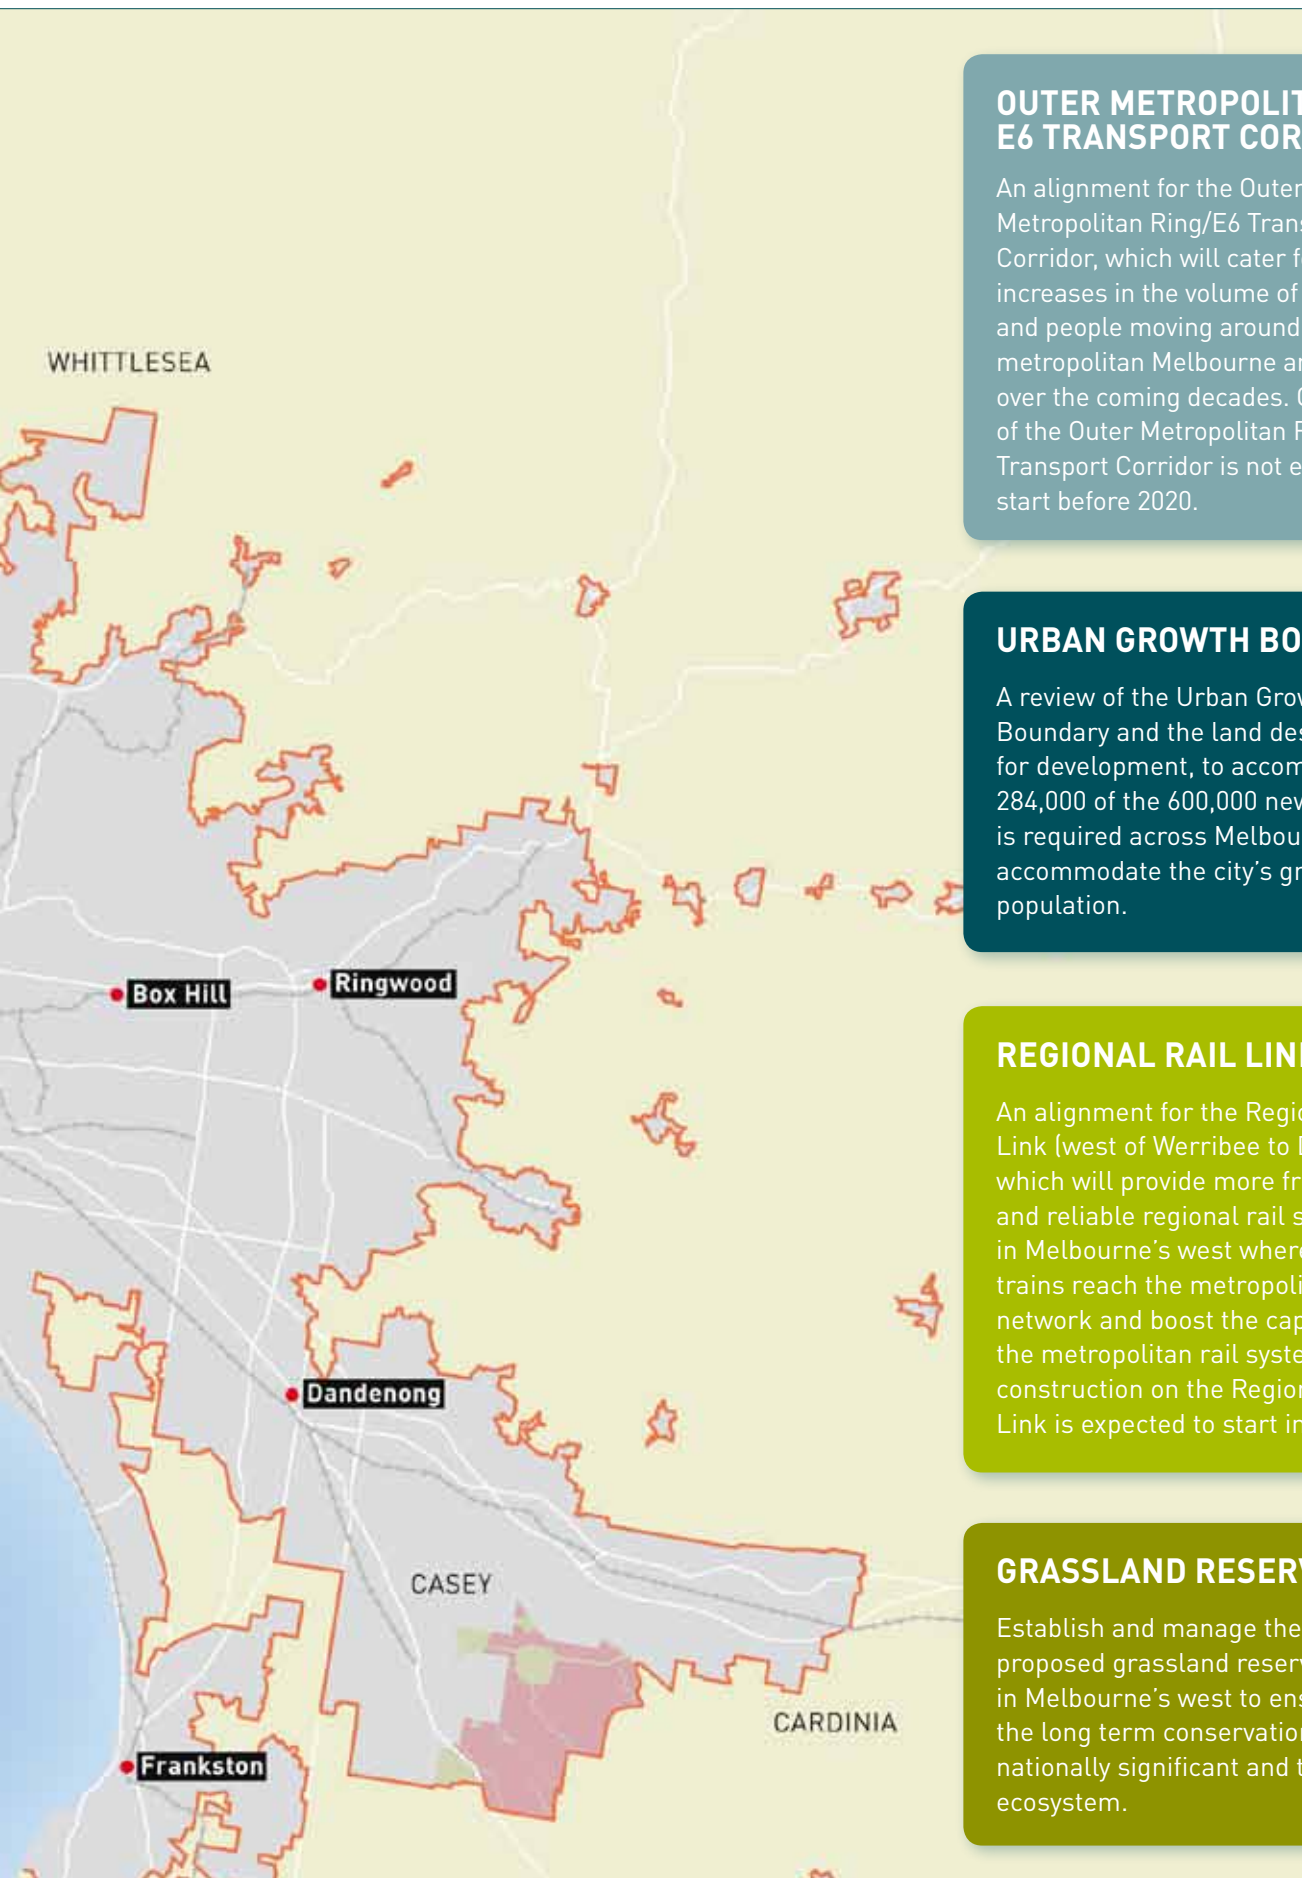 WHITTLESEA
Box Hill
Ringwood
Dandenong
CASEY
CARDINIA
Frankston
OUTER METROPOLIT
E6 TRANSPORT COR
An alignment for the Outer
Metropolitan Ring/E6 Trans
Corridor, which will cater f
increases in the volume of
and people moving around
metropolitan Melbourne a
over the coming decades.
of the Outer Metropolitan
Transport Corridor is not e
start before 2020.
URBAN GROWTH BO
A review of the Urban Grow
Boundary and the land des
for development, to accom
284,000 of the 600,000 new
is required across Melbou
accommodate the city's gr
population.
REGIONAL RAIL LINK
An alignment for the Regio
Link (west of Werribee to
which will provide more fr
and reliable regional rail s
in Melbourne's west where
trains reach the metropoli
network and boost the cap
the metropolitan rail syste
construction on the Region
Link is expected to start in
GRASSLAND RESERV
Establish and manage the
proposed grassland reserv
in Melbourne's west to ens
the long term conservation
nationally significant and t
ecosystem.